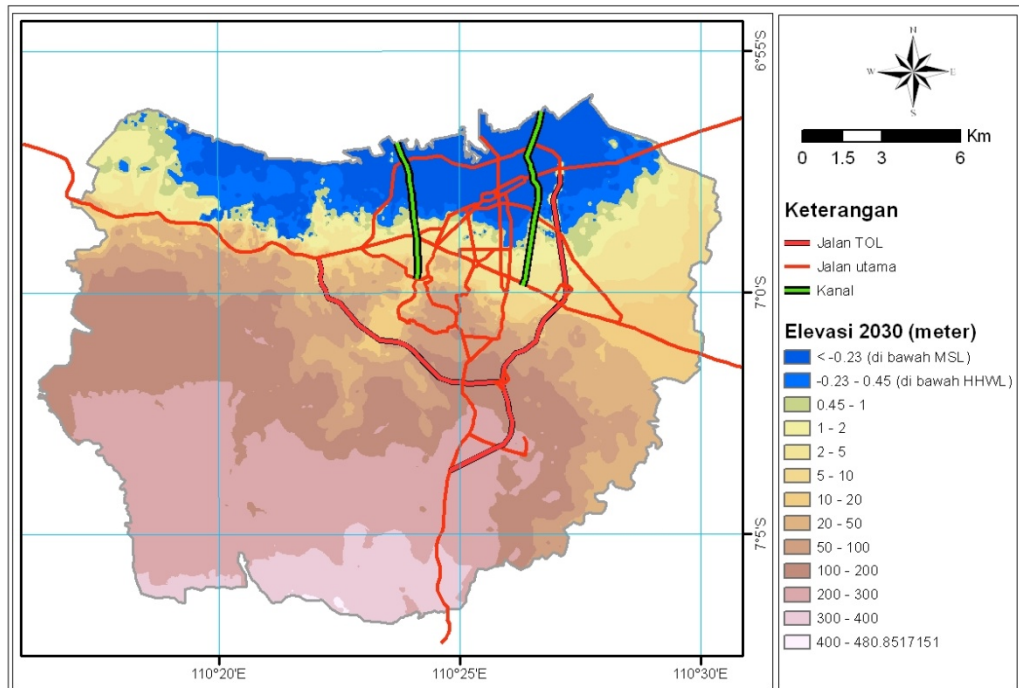 6°55'S
7°0'S
7°5'S
110°20'E
110°25'E
110°30'E
N
W
E
S
Km
0 1.5 3 6
Keterangan
Jalan TOL
Jalan utama
Kanal
Elevasi 2030 (meter)
< -0.23 (di bawah MSL)
-0.23 - 0.45 (di bawah HHWL)
0.45 - 1
1 - 2
2 - 5
5 - 10
10 - 20
20 - 50
50 - 100
100 - 200
200 - 300
300 - 400
400 - 480.8517151